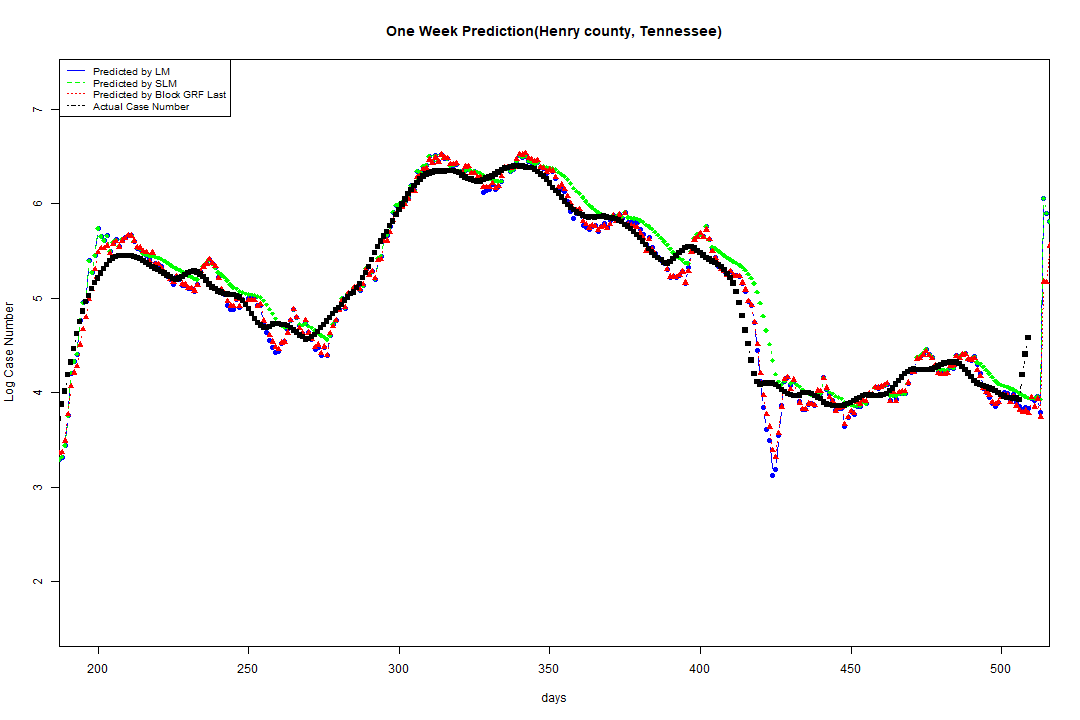 One Week Prediction(Henry county, Tennessee)
Predicted by LM
Predicted by SLM
Predicted by Block GRF Last
Actual Case Number
7
6
5
4
3
2
Log Case Number
200 250 300 350 400 450 500
days